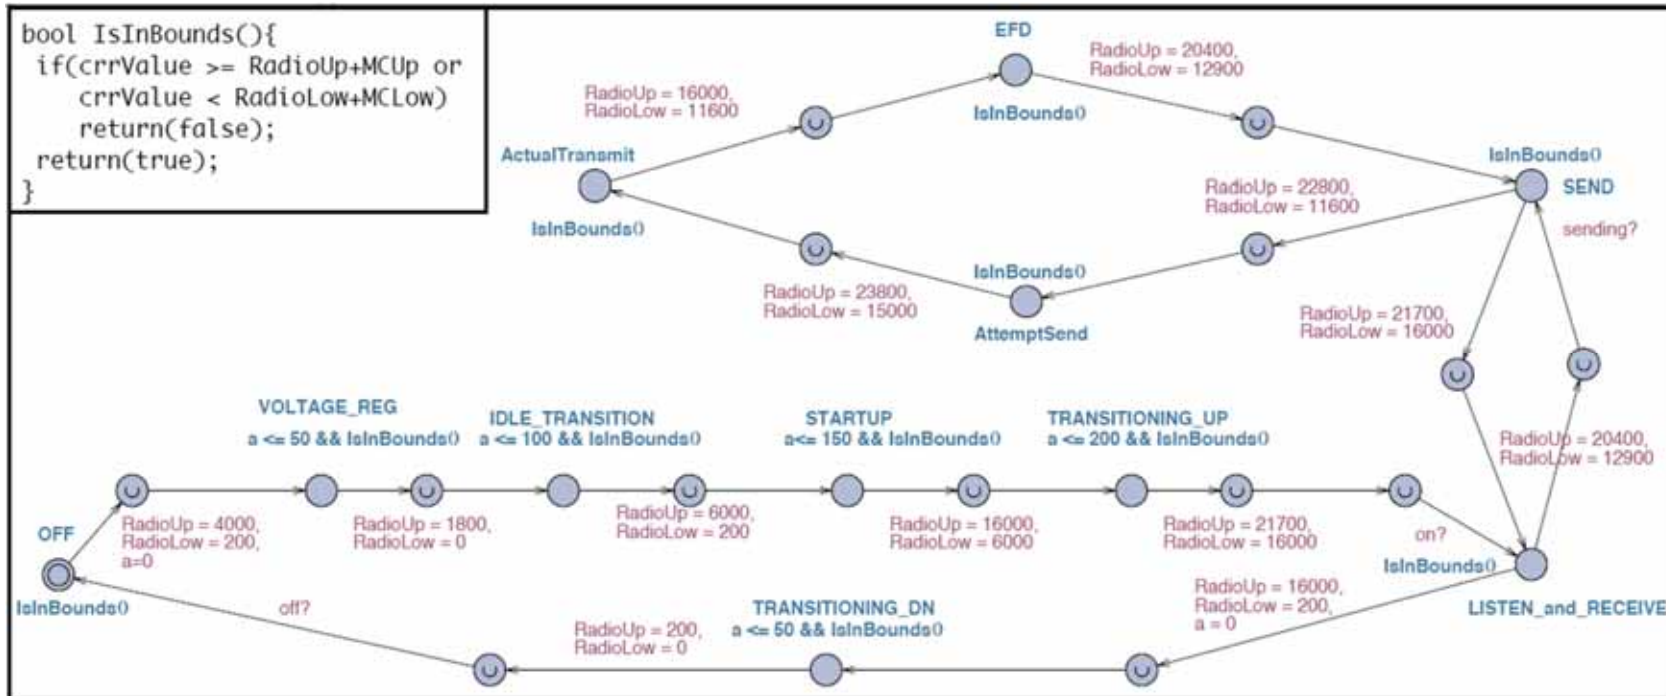 bool IsInBounds(){
if(crrValue >= RadioUp+MCUp or
crrValue < RadioLow+MCLow)
return(false);
return(true);
}
EFD
RadioUp = 20400,
RadioLow = 12900
RadioUp = 16000,
RadioLow = 11600
IsInBounds()
ActualTransmit
IsInBounds()
IsInBounds()
SEND
RadioUp = 22800,
RadioLow = 11600
sending?
IsInBounds()
RadioUp = 23800,
RadioLow = 15000
AttemptSend
RadioUp = 21700,
RadioLow = 16000
VOLTAGE_REG
a <= 50 && IsInBounds()
IDLE_TRANSITION
a <= 100 && IsInBounds()
STARTUP
a<= 150 && IsInBounds()
TRANSITIONING_UP
a <= 200 && IsInBounds()
RadioUp = 20400,
RadioLow = 12900
OFF
RadioUp = 4000,
RadioLow = 200,
a=0
RadioUp = 1800,
RadioLow = 0
RadioUp = 6000,
RadioLow = 200
RadioUp = 16000,
RadioLow = 6000
RadioUp = 21700,
RadioLow = 16000
on?
IsInBounds()
IsInBounds()
off?
RadioUp = 200,
RadioLow = 0
TRANSITIONING_DN
a <= 50 && IsInBounds()
RadioUp = 16000,
RadioLow = 200,
a = 0
LISTEN_and_RECEIVE